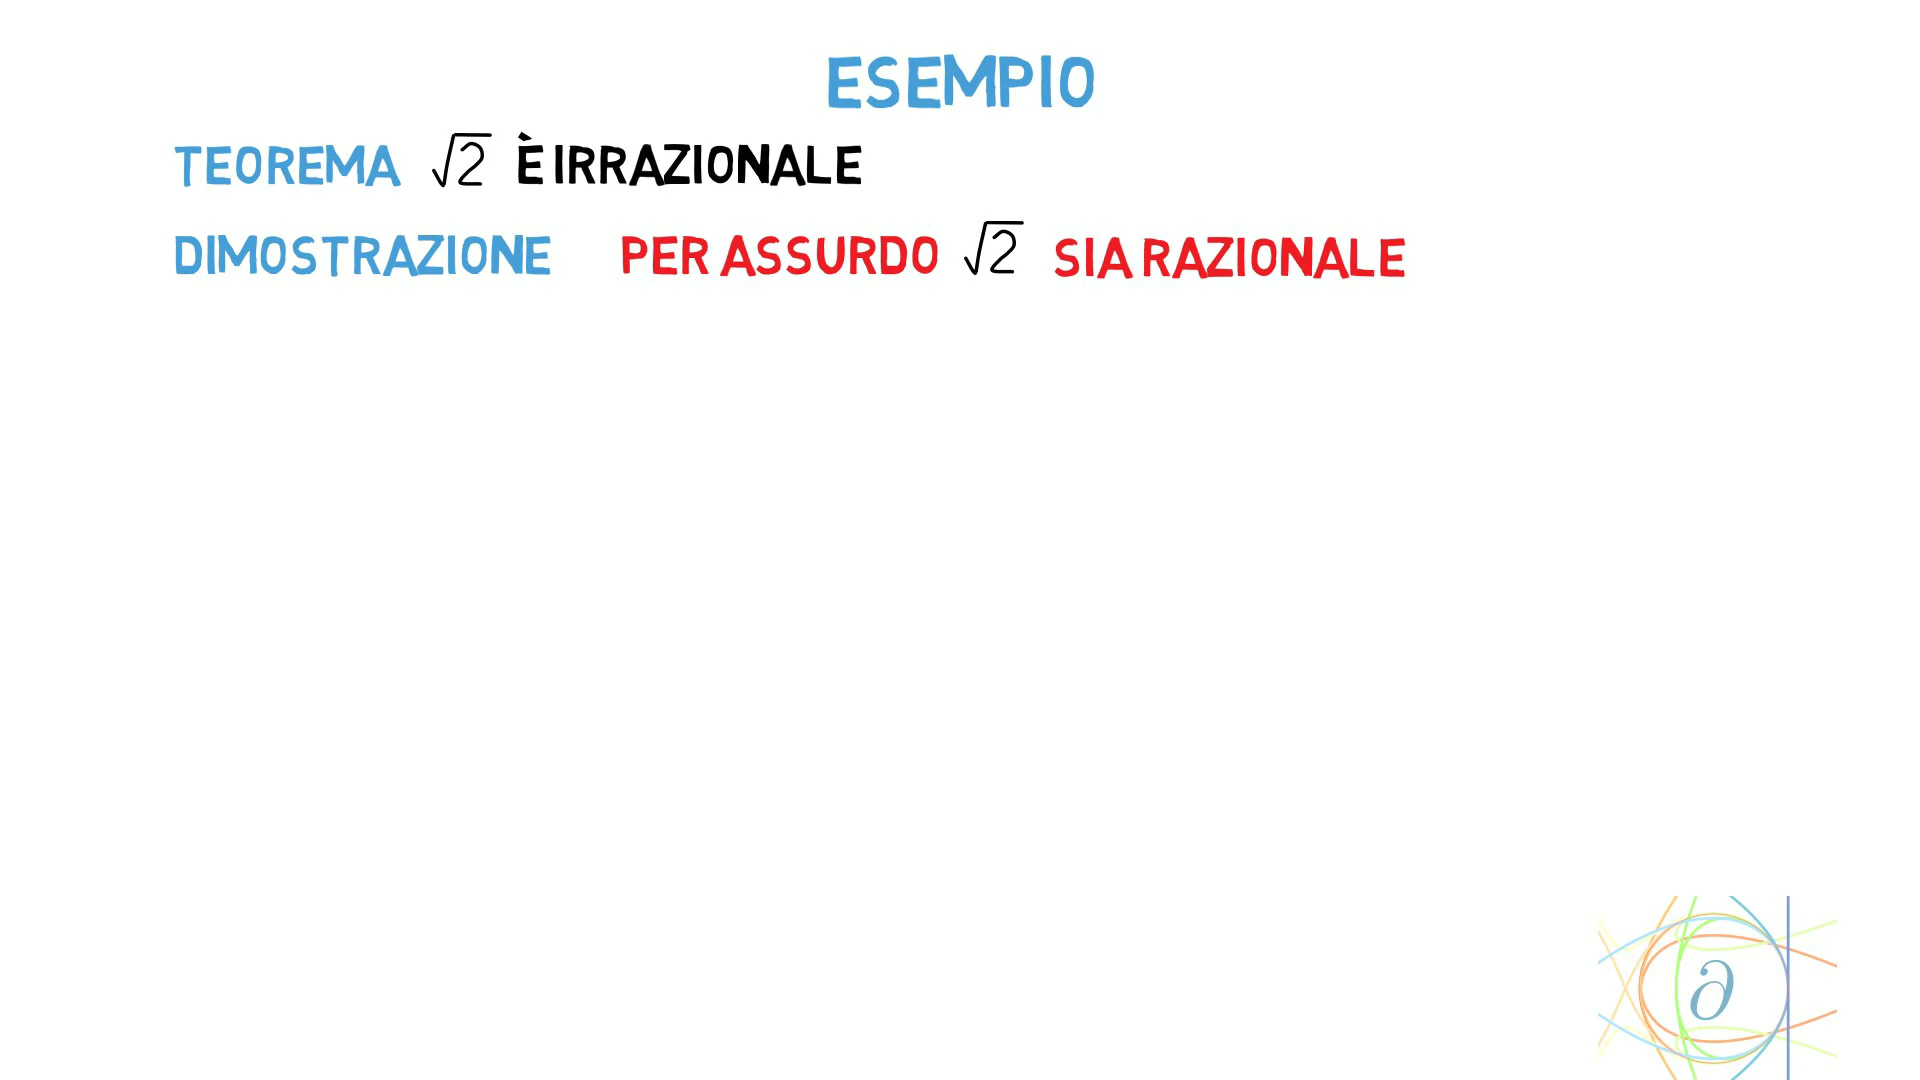 ESEMPIO
TEOREMA √2 È IRRAZIONALE
DIMOSTRAZIONE PER ASSURDO √2 SIA RAZIONALE
∂